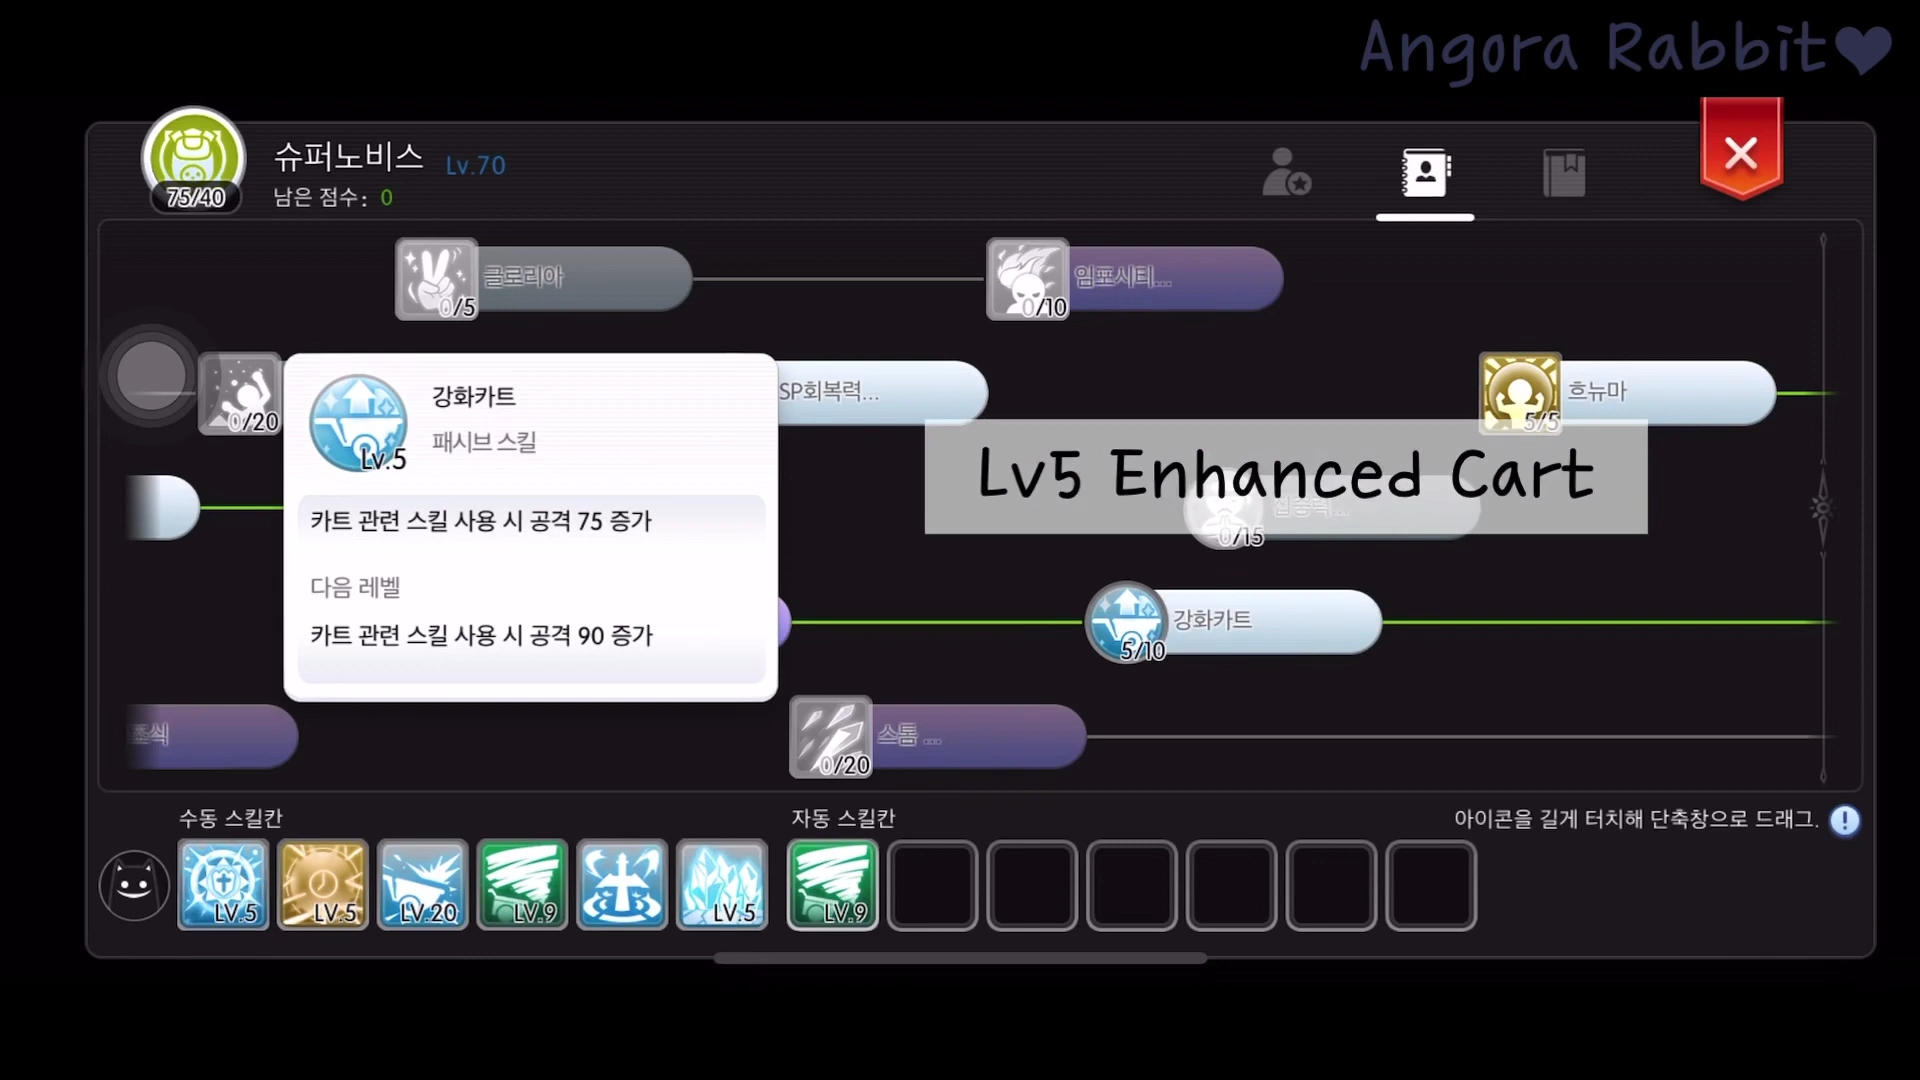 Angora Rabbit
슈퍼노비스 Lv.70
75/40
남은 점수: 0
글로리아
0/5
임포시티...
0/10
0/20
강화카트
패시브 스킬
Lv.5
카트 관련 스킬 사용 시 공격 75 증가
다음 레벨
카트 관련 스킬 사용 시 공격 90 증가
SP회복력...
흐뉴마
5/5
Lv5 Enhanced Cart
집중력...
0/15
강화카트
5/10
스톰 ...
0/20
수동 스킬칸
자동 스킬칸
아이콘을 길게 터치해 단축창으로 드래그.
LV.5
LV.5
LV.20
LV.9
LV.5
LV.9